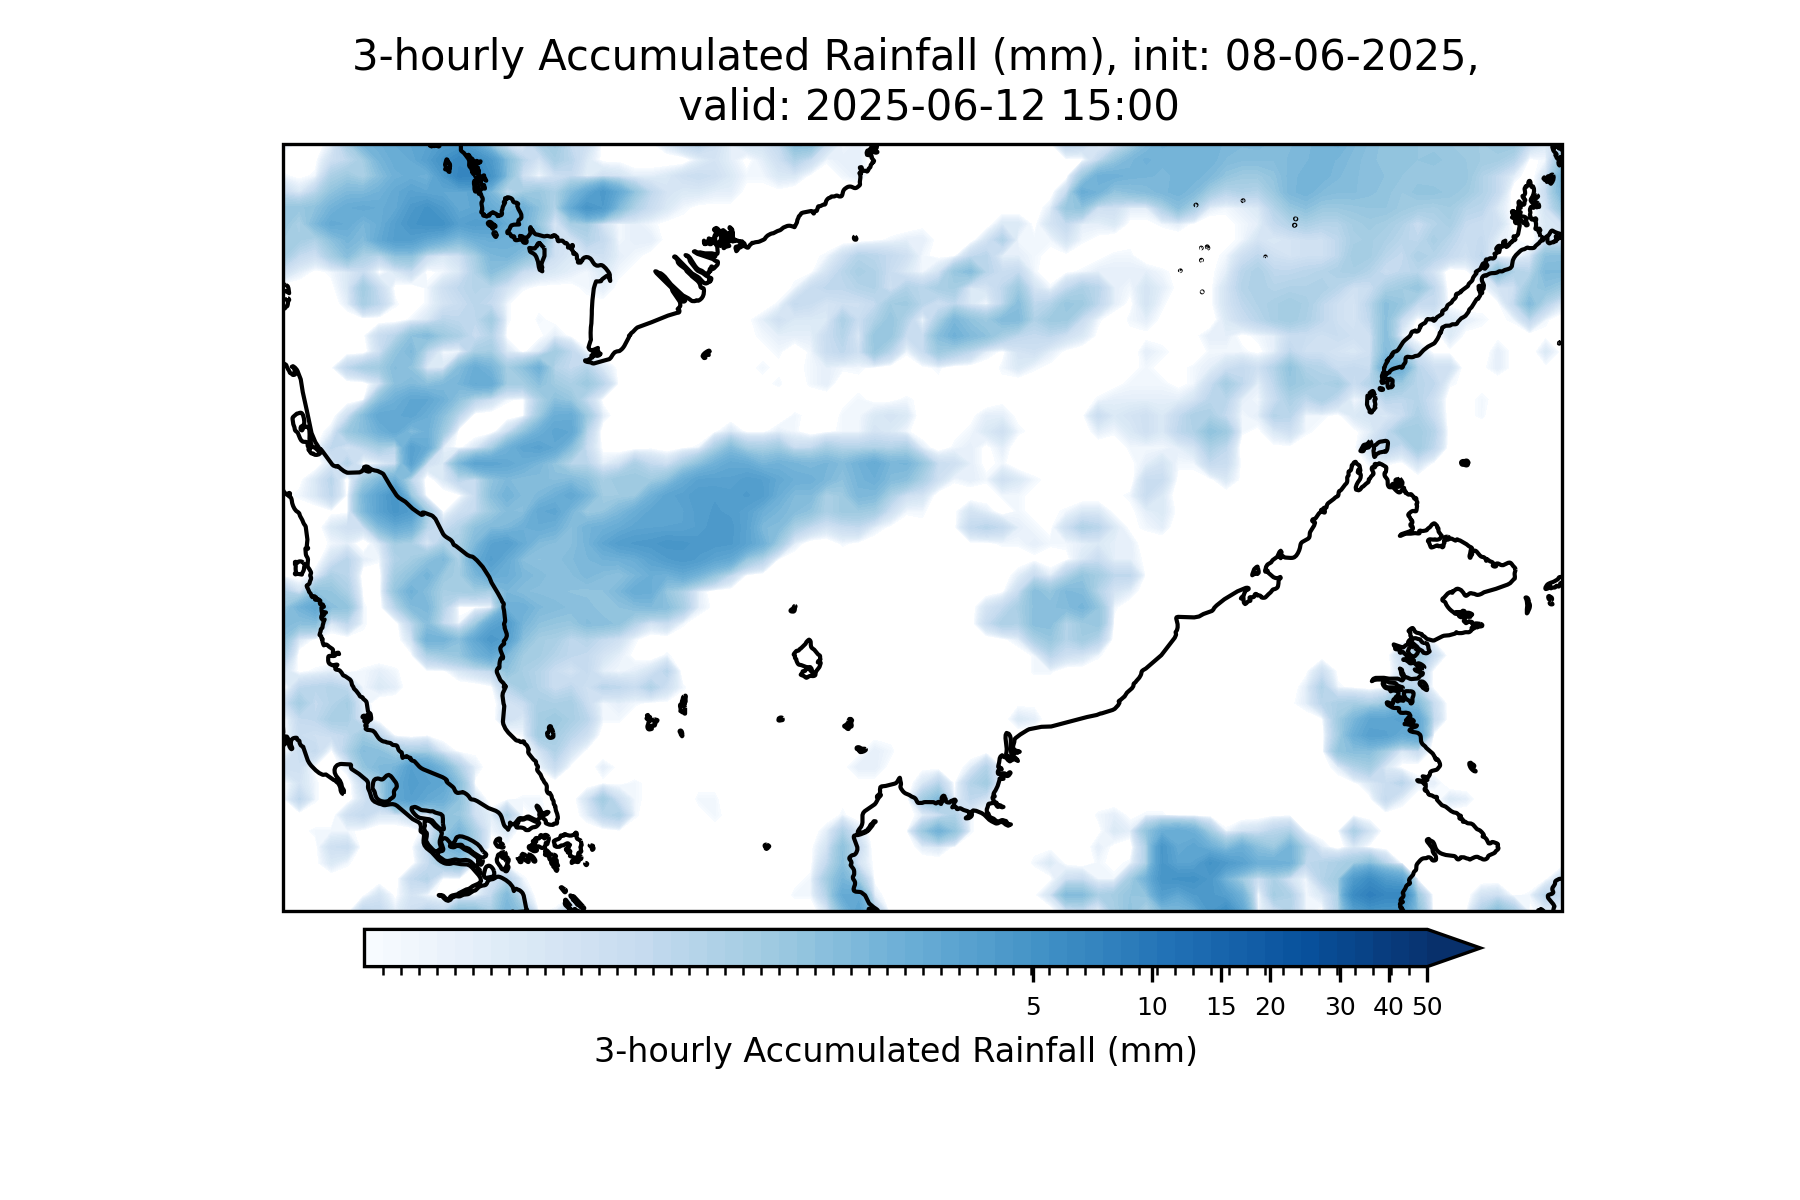 3-hourly Accumulated Rainfall (mm), init: 08-06-2025,
valid: 2025-06-12 15:00
5 10 15 20 30 40 50
3-hourly Accumulated Rainfall (mm)